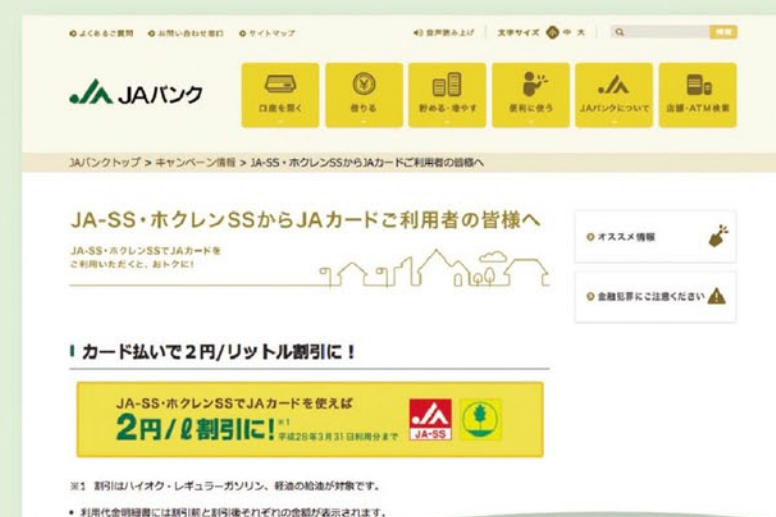 よくあるご質問 お問い合わせ窓口 サイトマップ 音声読み上げ 文字サイズ 小 中 大 検索
JAバンク
口座を開く 借りる 貯める・増やす 便利に使う JAバンクについて 店舗・ATM検索
JAバンクトップ > キャンペーン情報 > JA-SS・ホクレンSSからJAカードご利用者の皆様へ
JA-SS・ホクレンSSからJAカードご利用者の皆様へ
JA-SS・ホクレンSSでJAカードを
ご利用いただくと、おトクに!
オススメ情報
金融犯罪にご注意ください
カード払いで2円/リットル割引に!
JA-SS・ホクレンSSでJAカードを使えば
2円/ℓ割引に!※1 平成28年3月31日利用分まで
JA-SS
※1 割引はハイオク・レギュラーガソリン、軽油の給油が対象です。
• 利用代金明細書には割引前と割引後それぞれの金額が表示されます。